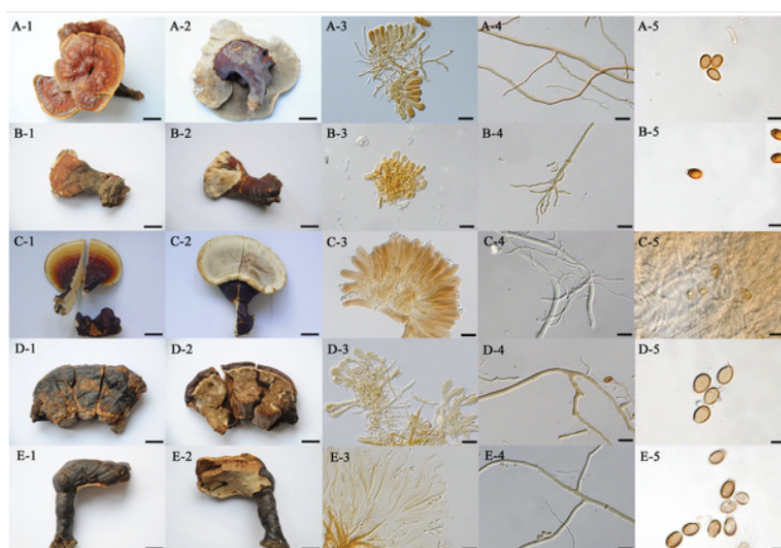 A-1 A-2 A-3 A-4 A-5
B-1 B-2 B-3 B-4 B-5
C-1 C-2 C-3 C-4 C-5
D-1 D-2 D-3 D-4 D-5
E-1 E-2 E-3 E-4 E-5